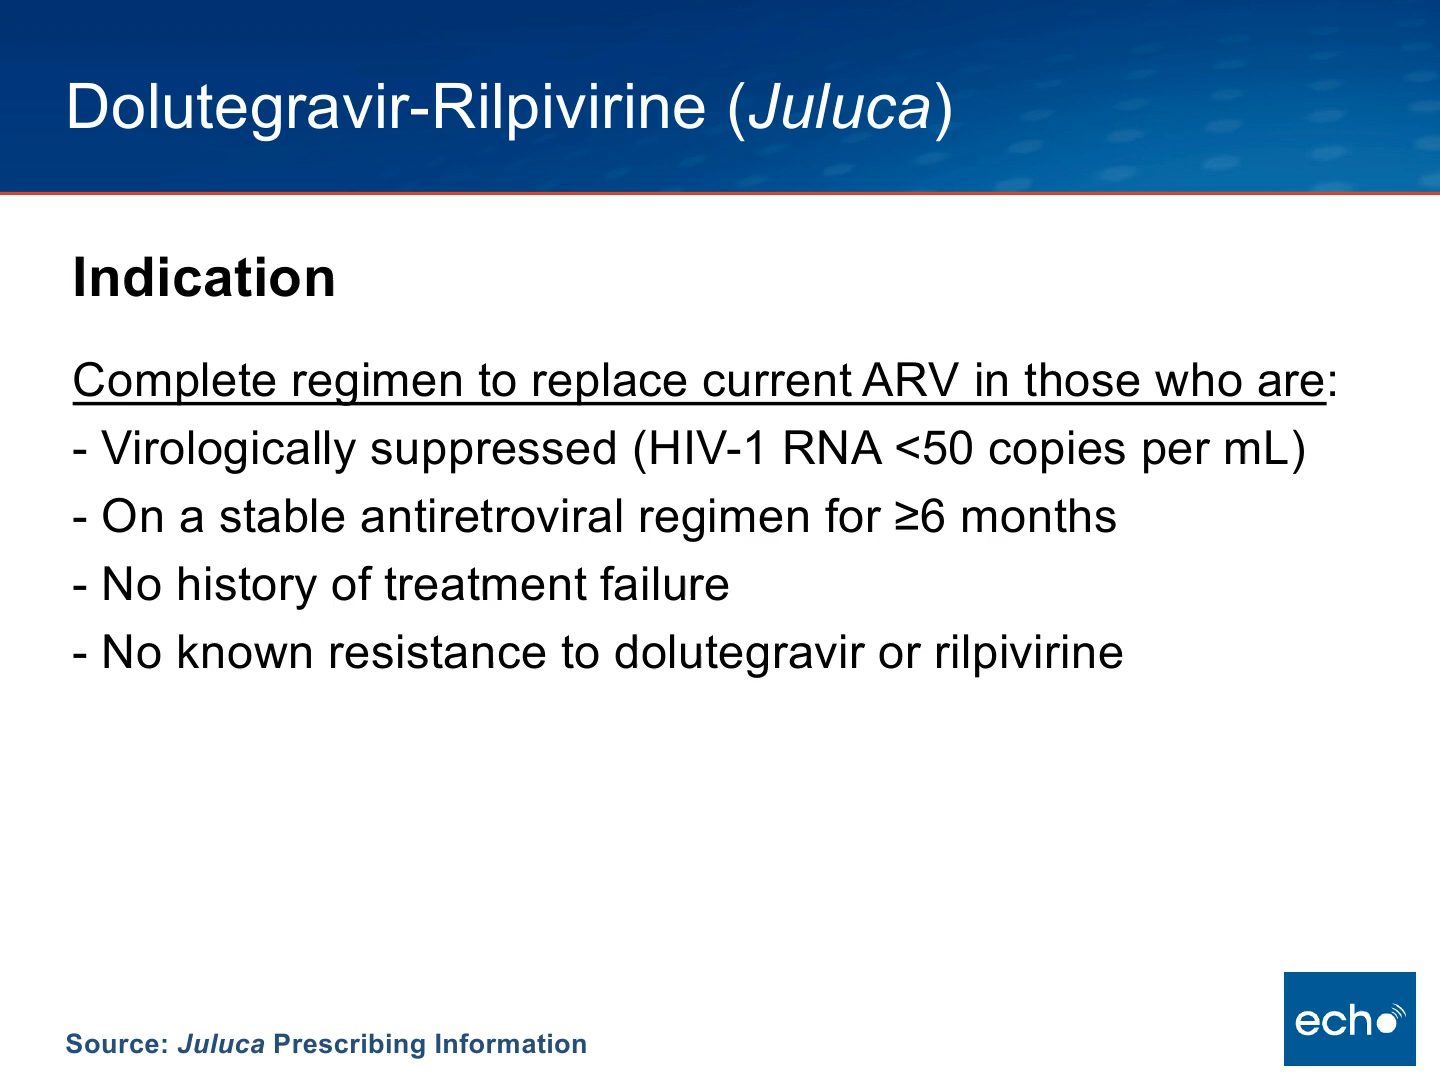 Dolutegravir-Rilpivirine (Juluca)
Indication
Complete regimen to replace current ARV in those who are:
- Virologically suppressed (HIV-1 RNA <50 copies per mL)
- On a stable antiretroviral regimen for ≥6 months
- No history of treatment failure
- No known resistance to dolutegravir or rilpivirine
Source: Juluca Prescribing Information
echo